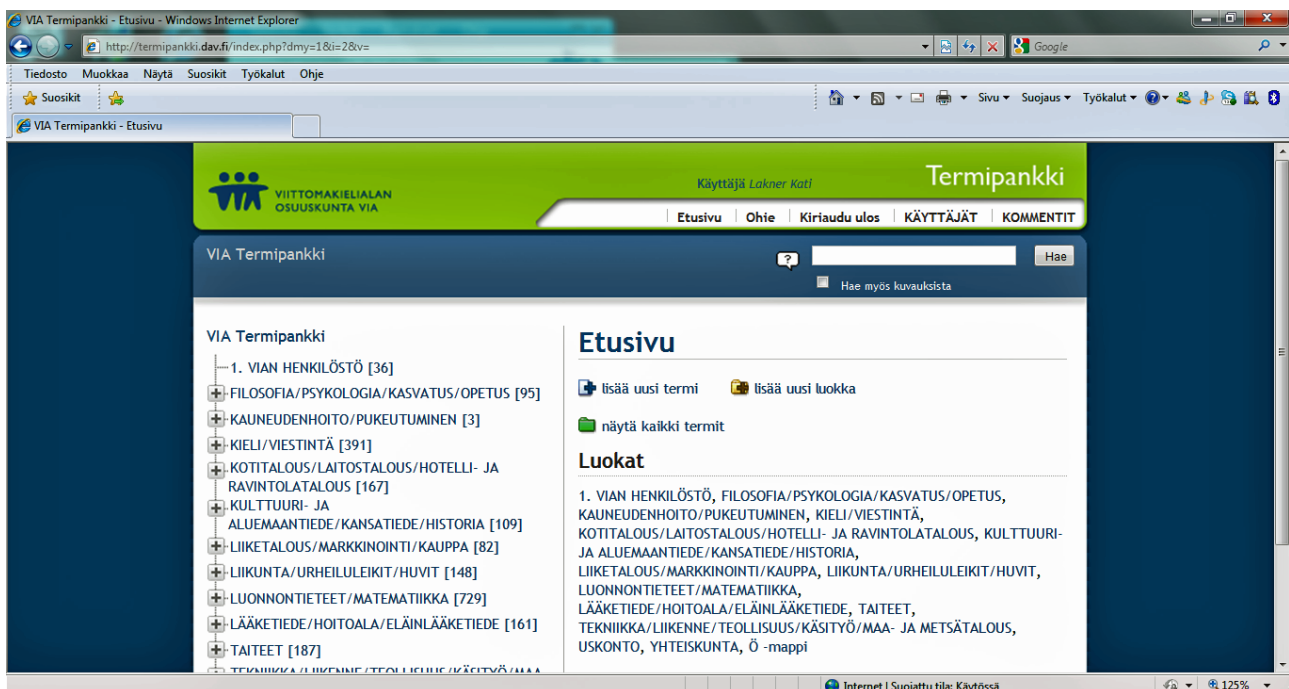 VIA Termipankki - Etusivu - Windows Internet Explorer
http://termipankki.dav.fi/index.php?dmy=1&i=2&v=
Google
Tiedosto Muokkaa Näytä Suosikit Työkalut Ohje
Suosikit
Sivu Suojaus Työkalut
VIA Termipankki - Etusivu
VIA
VIITTOMAKIELIALAN
OSUUSKUNTA VIA
Käyttäjä Lakner Kati
Termipankki
Etusivu Ohje Kirjaudu ulos KÄYTTÄJÄT KOMMENTIT
VIA Termipankki
?
Hae
Hae myös kuvauksista
VIA Termipankki
1. VIAN HENKILÖSTÖ [36]
FILOSOFIA/PSYKOLOGIA/KASVATUS/OPETUS [95]
KAUNEUDENHOITO/PUKEUTUMINEN [3]
KIELI/VIESTINTÄ [391]
KOTITALOUS/LAITOSTALOUS/HOTELLI- JA
RAVINTOLATALOUS [167]
KULTTUURI- JA
ALUEMAANTIEDE/KANSATIEDE/HISTORIA [109]
LIIKETALOUS/MARKKINOINTI/KAUPPA [82]
LIIKUNTA/URHEILULEIKIT/HUVIT [148]
LUONNONTIETEET/MATEMATIIKKA [729]
LÄÄKETIEDE/HOITOALA/ELÄINLÄÄKETIEDE [161]
TAITEET [187]
TEKNIIKKA/LIIKENNE/TEOLLISUUS/KÄSITYÖ/MAA-
Etusivu
lisää uusi termi lisää uusi luokka
näytä kaikki termit
Luokat
1. VIAN HENKILÖSTÖ, FILOSOFIA/PSYKOLOGIA/KASVATUS/OPETUS,
KAUNEUDENHOITO/PUKEUTUMINEN, KIELI/VIESTINTÄ,
KOTITALOUS/LAITOSTALOUS/HOTELLI- JA RAVINTOLATALOUS, KULTTUURI-
JA ALUEMAANTIEDE/KANSATIEDE/HISTORIA,
LIIKETALOUS/MARKKINOINTI/KAUPPA, LIIKUNTA/URHEILULEIKIT/HUVIT,
LUONNONTIETEET/MATEMATIIKKA,
LÄÄKETIEDE/HOITOALA/ELÄINLÄÄKETIEDE, TAITEET,
TEKNIIKKA/LIIKENNE/TEOLLISUUS/KÄSITYÖ/MAA- JA METSÄTALOUS,
USKONTO, YHTEISKUNTA, Ö -mappi
Internet | Suojattu tila: Käytössä
125%